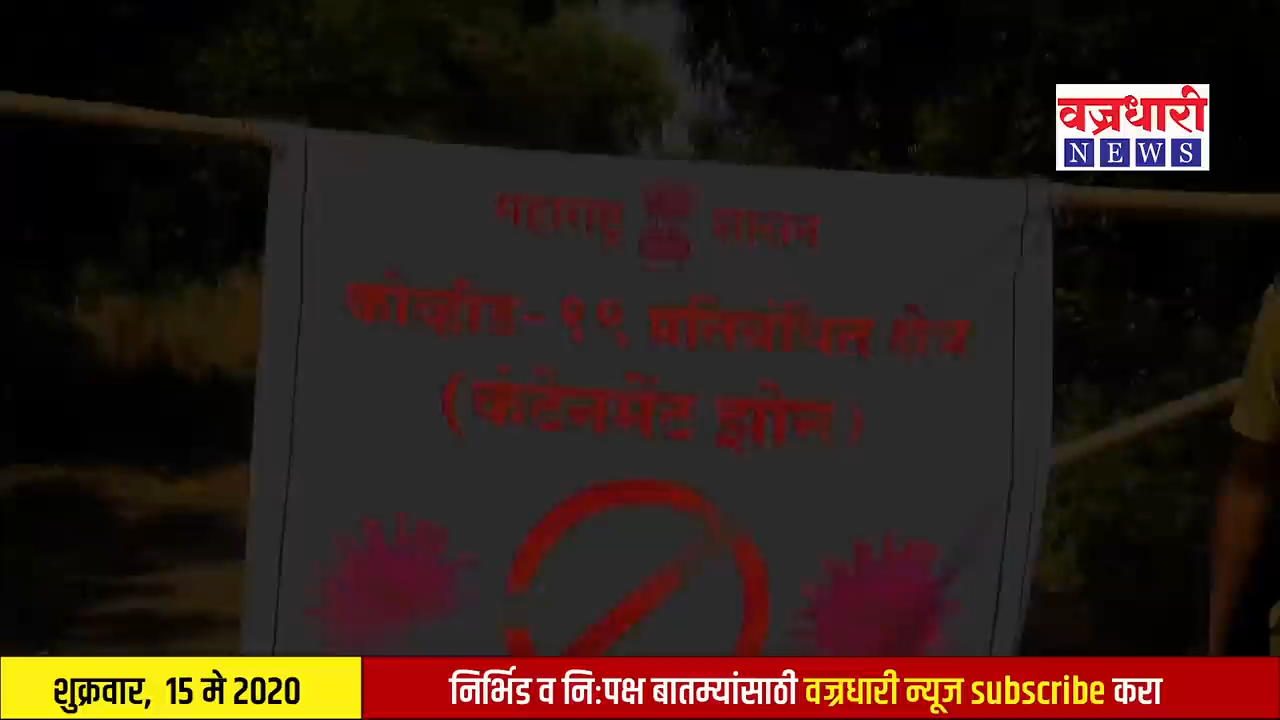 वज्रधारी
NEWS
महाराष्ट्र शासन
कोव्हीड-१९ प्रतिबंधित क्षेत्र
(कंटेनमेंट झोन)
शुक्रवार, 15 मे 2020
निर्भिड व नि:पक्ष बातम्यांसाठी वज्रधारी न्यूज subscribe करा